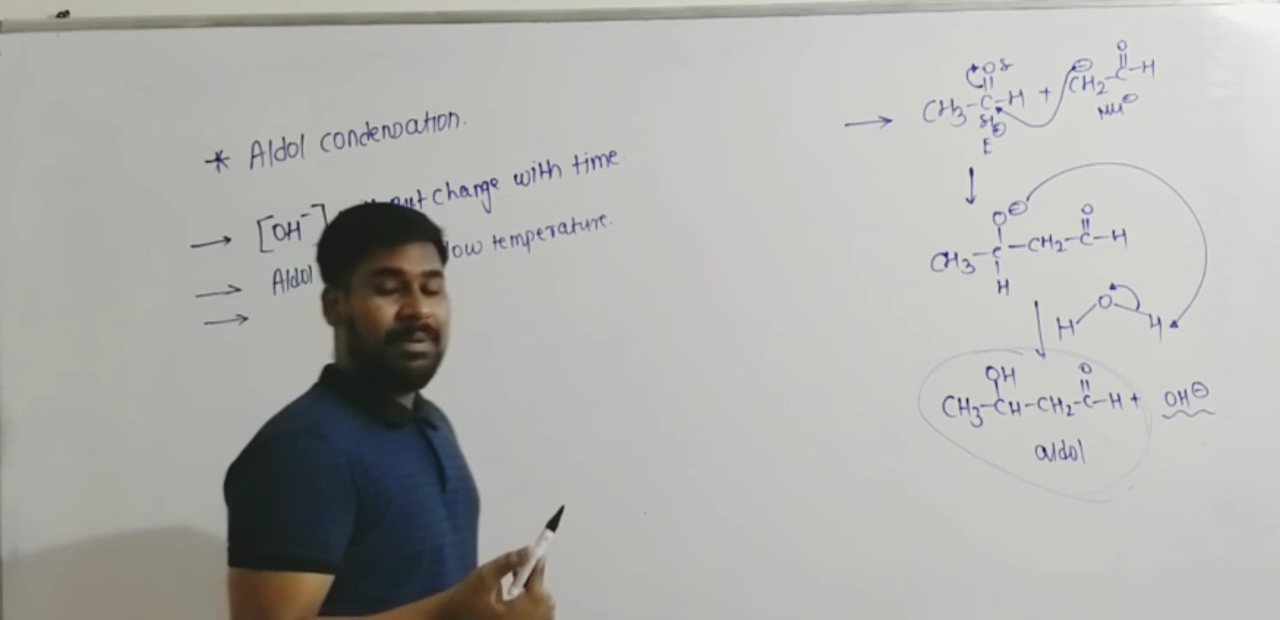 * Aldol condensation.
→ [OH⁻] change with time
→ Aldol low temperature.
→
→ CH₃-C-H + ⊖CH₂-C-H
O δ O
δ⊕ Nu⊖
E
↓
O⊖ O
CH₃-C-CH₂-C-H
H
↓ H O H
OH O
CH₃-CH-CH₂-C-H + OH⊖
aldol